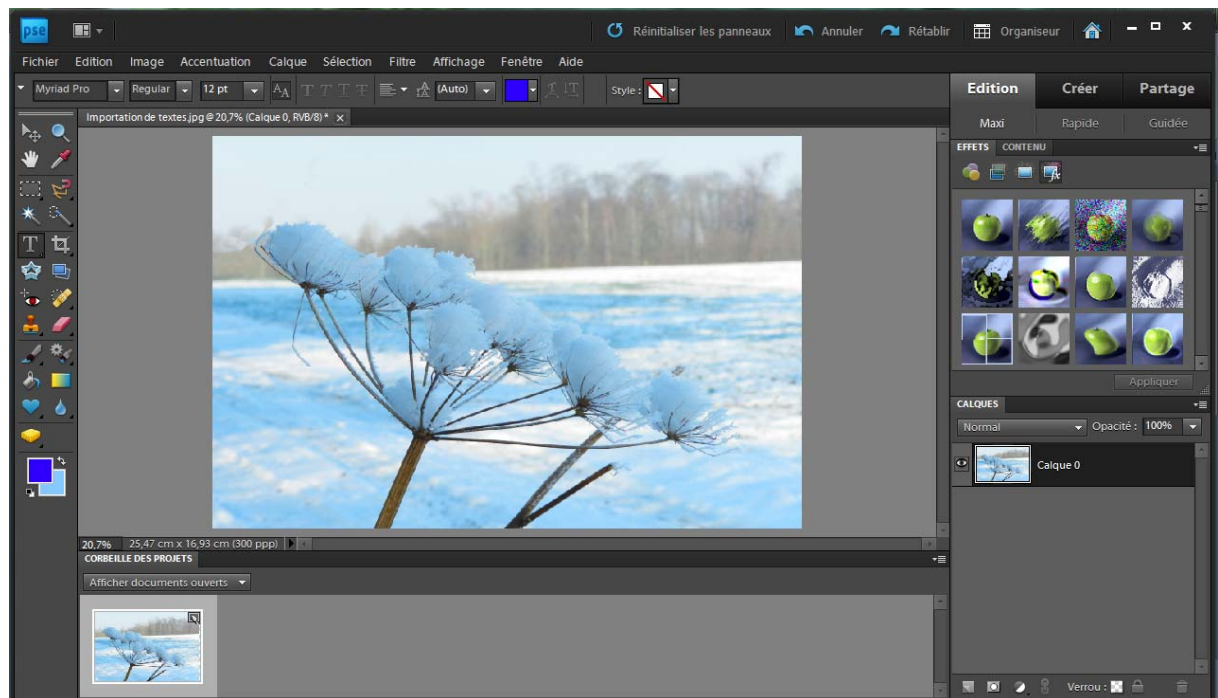 pse
Réinitialiser les panneaux Annuler Rétablir Organiseur
Fichier Edition Image Accentuation Calque Sélection Filtre Affichage Fenêtre Aide
Myriad Pro Regular 12 pt (Auto) Style :
Edition Créer Partage
Importation de textes.jpg @ 20,7% (Calque 0, RVB/8) * x
Maxi Rapide Guidée
EFFETS CONTENU
Appliquer
CALQUES
Normal Opacité : 100%
Calque 0
20,7% 25,47 cm x 16,93 cm (300 ppp)
CORBEILLE DES PROJETS
Afficher documents ouverts
Verrou :